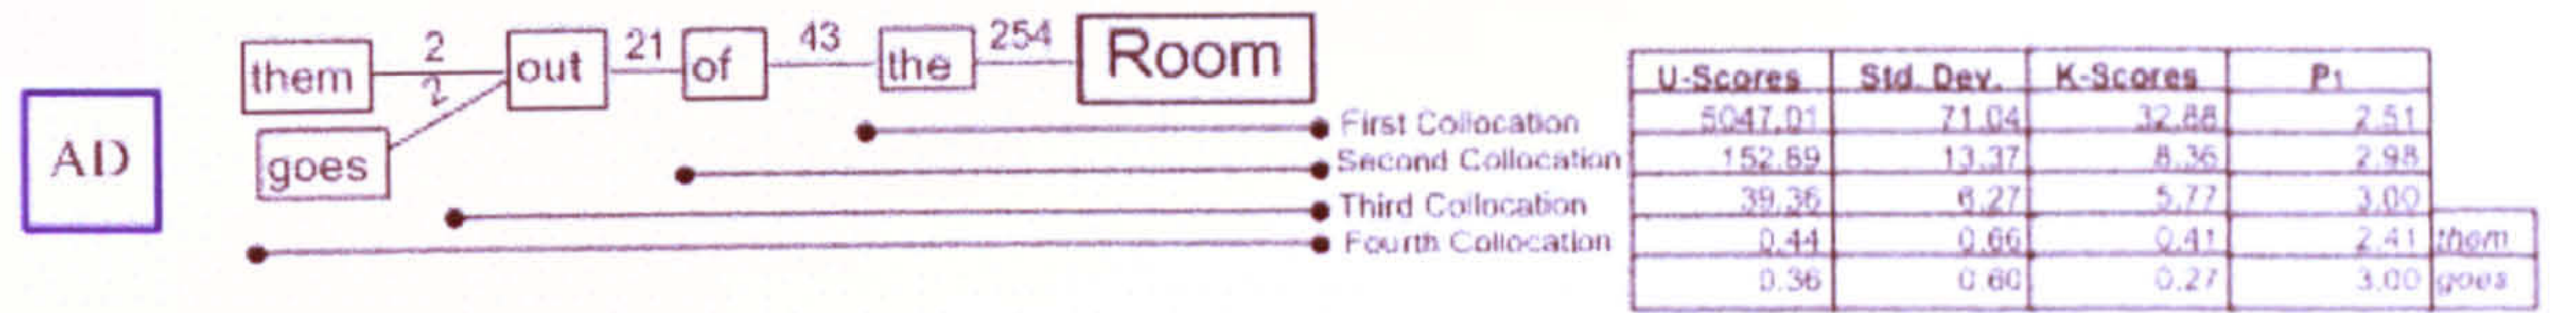 AD
them 2 out 21 of 43 the 254 Room
2
goes
First Collocation
Second Collocation
Third Collocation
Fourth Collocation
U-Scores Std. Dev. K-Scores P1
5047.01 71.04 32.88 2.51
152.69 13.37 8.36 2.98
39.36 6.27 5.77 3.00
0.44 0.66 0.41 2.41 them
0.36 0.60 0.27 3.00 goes